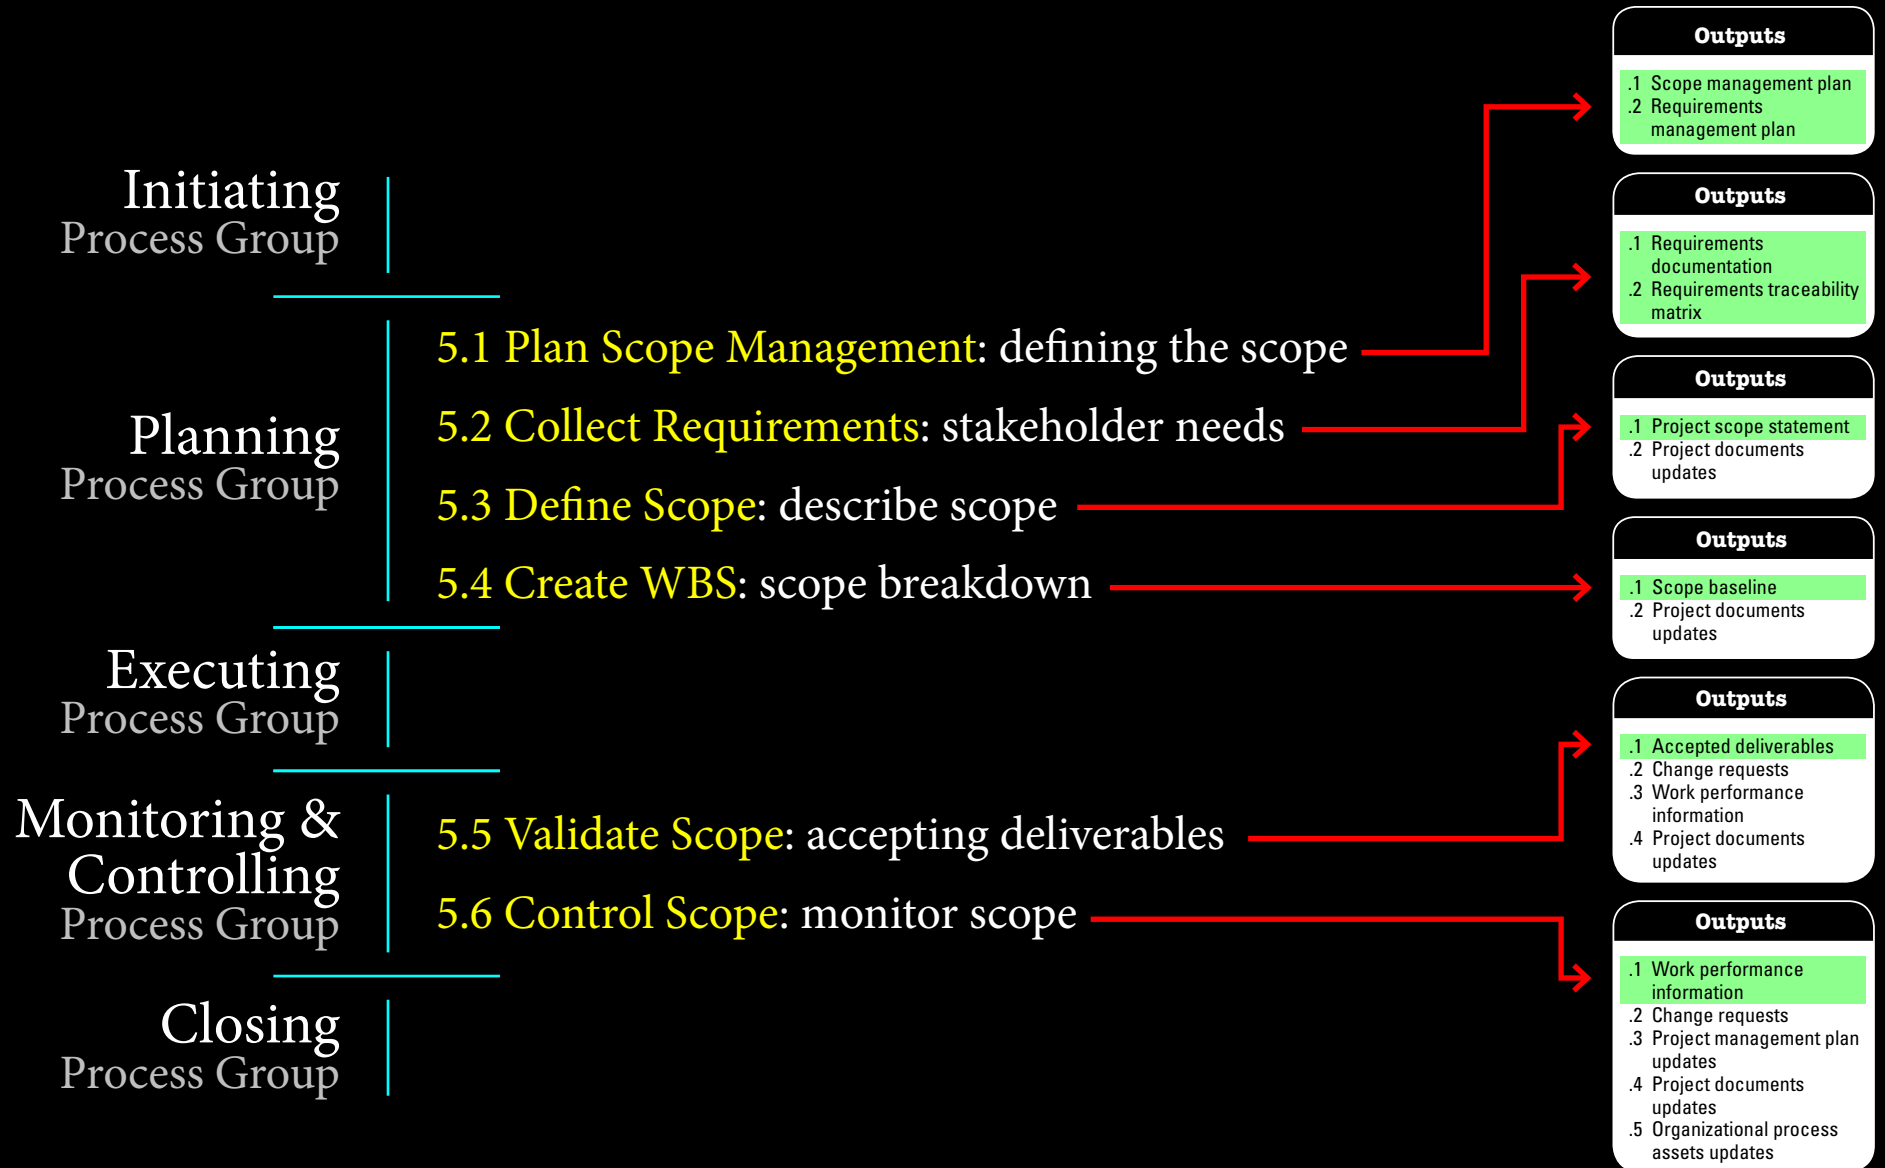 Initiating
Process Group
Planning
Process Group
5.1 Plan Scope Management: defining the scope
5.2 Collect Requirements: stakeholder needs
5.3 Define Scope: describe scope
5.4 Create WBS: scope breakdown
Executing
Process Group
Monitoring &
Controlling
Process Group
5.5 Validate Scope: accepting deliverables
5.6 Control Scope: monitor scope
Closing
Process Group
Outputs
.1 Scope management plan
.2 Requirements
management plan
Outputs
.1 Requirements
documentation
.2 Requirements traceability
matrix
Outputs
.1 Project scope statement
.2 Project documents
updates
Outputs
.1 Scope baseline
.2 Project documents
updates
Outputs
.1 Accepted deliverables
.2 Change requests
.3 Work performance
information
.4 Project documents
updates
Outputs
.1 Work performance
information
.2 Change requests
.3 Project management plan
updates
.4 Project documents
updates
.5 Organizational process
assets updates